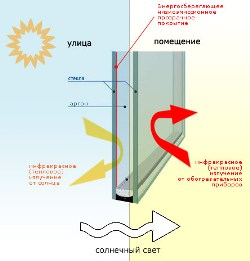 Энергосберегающее
низкоэмиссионное
прозрачное
покрытие
улица
помещение
стекла
аргон
инфракрасное
(тепловое)
излучение
от солнца
инфракрасное
(тепловое)
излучение
от обогревательных
приборов
солнечный свет